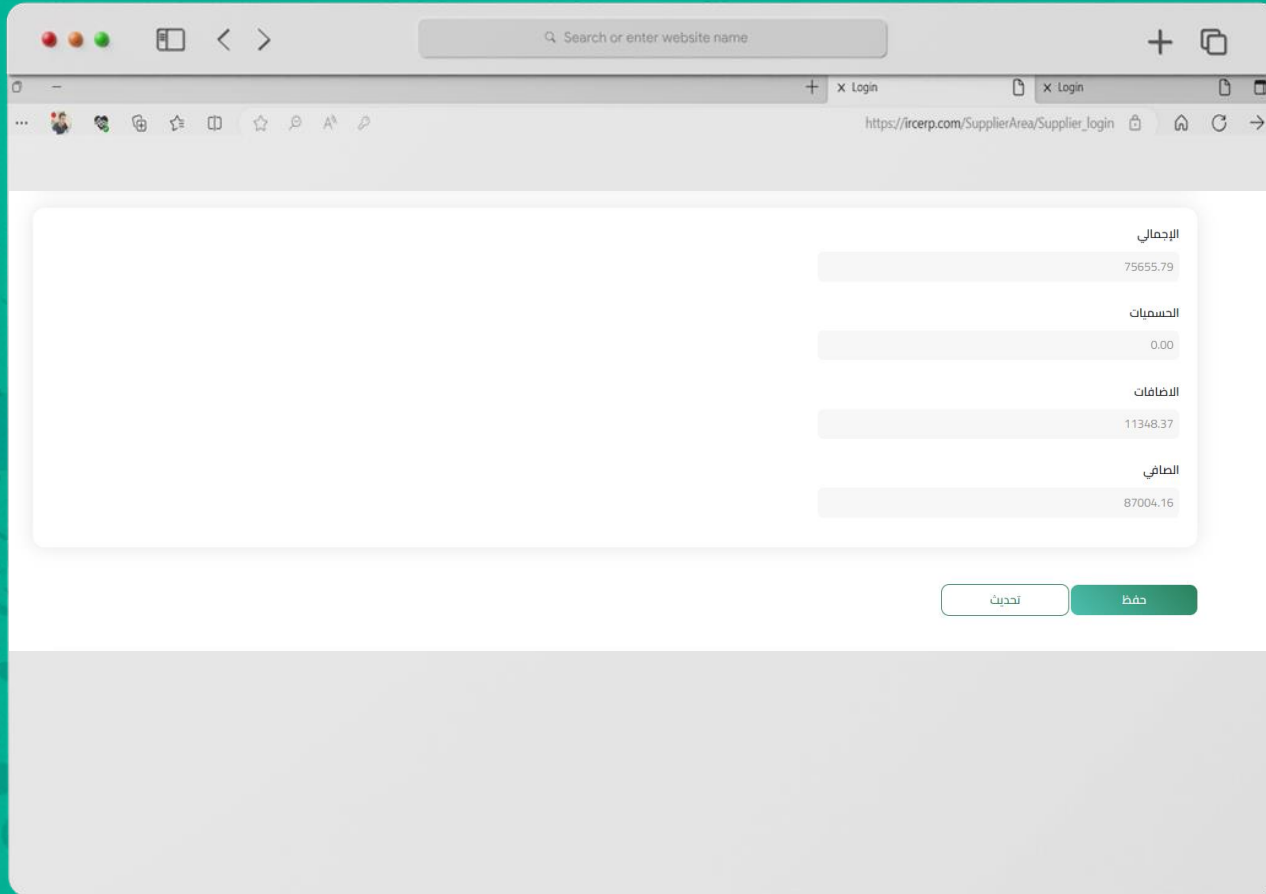 Search or enter website name
Login
Login
https://ircerp.com/SupplierArea/Supplier_login
الإجمالي
75655.79
الحسميات
0.00
الاضافات
11348.37
الصافي
87004.16
حفظ
تحديث